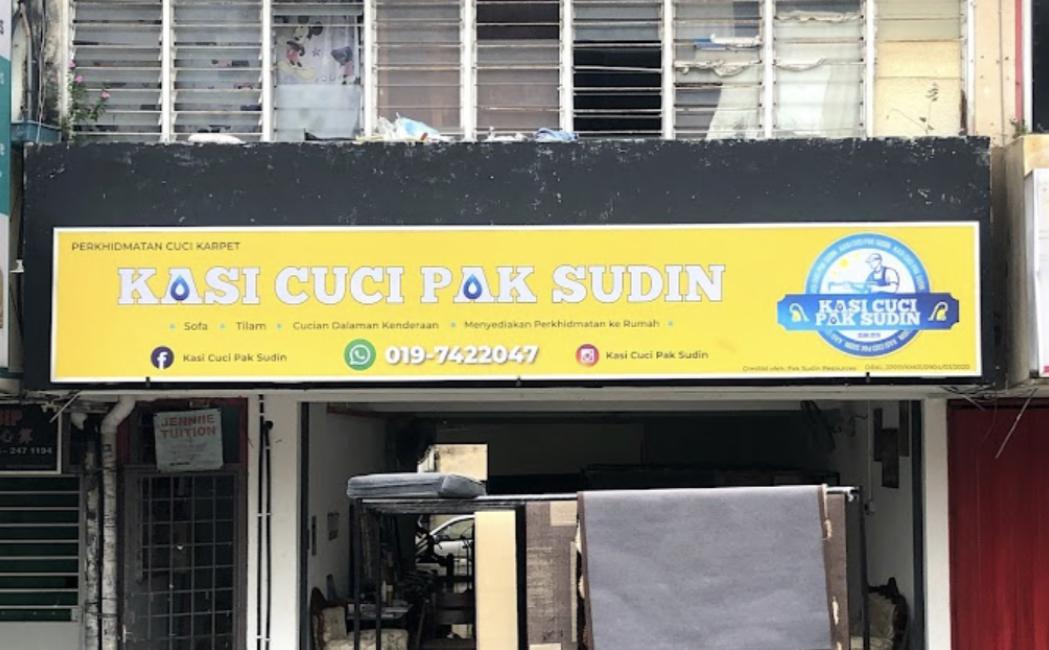 PERKHIDMATAN CUCI KARPET
KASI CUCI PAK SUDIN
Sofa • Tilam • Cucian Dalaman Kenderaan • Menyediakan Perkhidmatan ke Rumah
Kasi Cuci Pak Sudin
019-7422047
Kasi Cuci Pak Sudin
KASI CUCI
PAK SUDIN
JENNIE
TUITION
247 1194